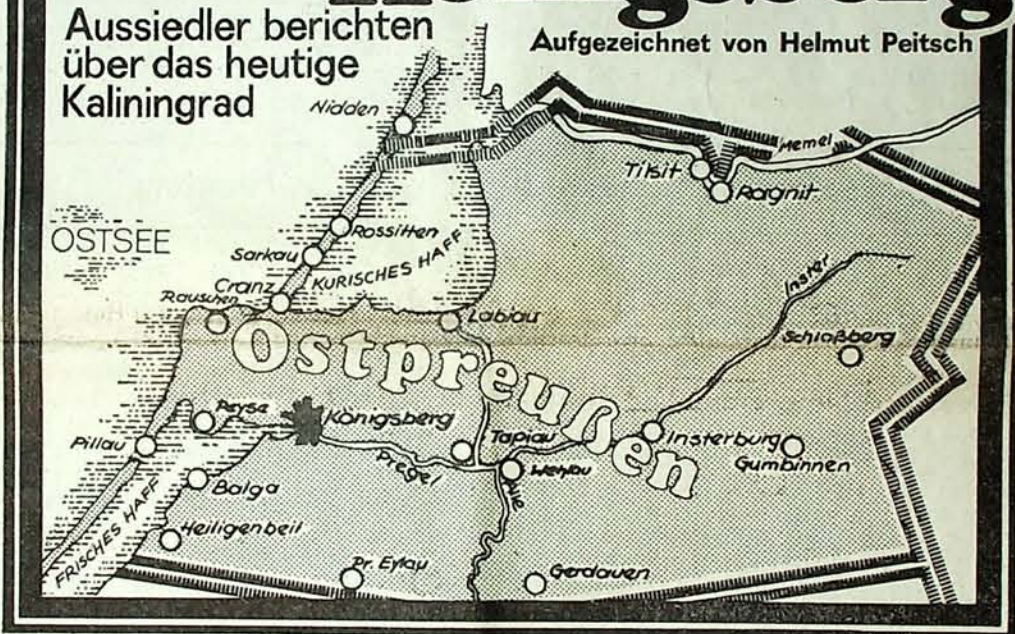 Aussiedler berichten
über das heutige
Kaliningrad
Aufgezeichnet von Helmut Peitsch
Nidden
Memel
Tilsit
Ragnit
OSTSEE
Rossitten
Sarkau
KURISCHES HAFF
Cranz
Rauschen
Labiau
Inster
Schloßberg
Ostpreußen
Peyse
Königsberg
Pillau
Pregel
Tapiau
Wehlau
Insterburg
Gumbinnen
Balga
FRISCHES HAFF
Heiligenbeil
Pr. Eylau
Gerdauen